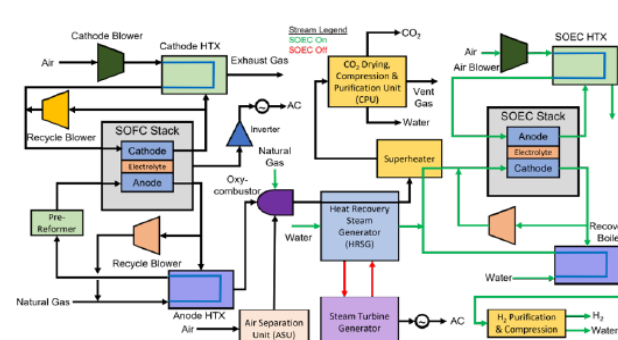 Cathode Blower
Cathode HTX
Air
Exhaust Gas
Recycle Blower
SOFC Stack
Cathode
Electrolyte
Anode
Pre-
Reformer
Recycle Blower
Natural Gas
Anode HTX
Air
Air Separation
Unit (ASU)
AC
Inverter
Natural
Gas
Oxy-
combustor
Water
Stream Legend
SOEC On
SOEC Off
CO2
CO2 Drying,
Compression &
Purification Unit
(CPU)
Vent
Gas
Water
Superheater
Heat Recovery
Steam
Generator
(HRSG)
Steam Turbine
Generator
AC
SOEC HTX
Air
Air Blower
SOEC Stack
Anode
Electrolyte
Cathode
Water
H2 Purification
& Compression
H2
Water